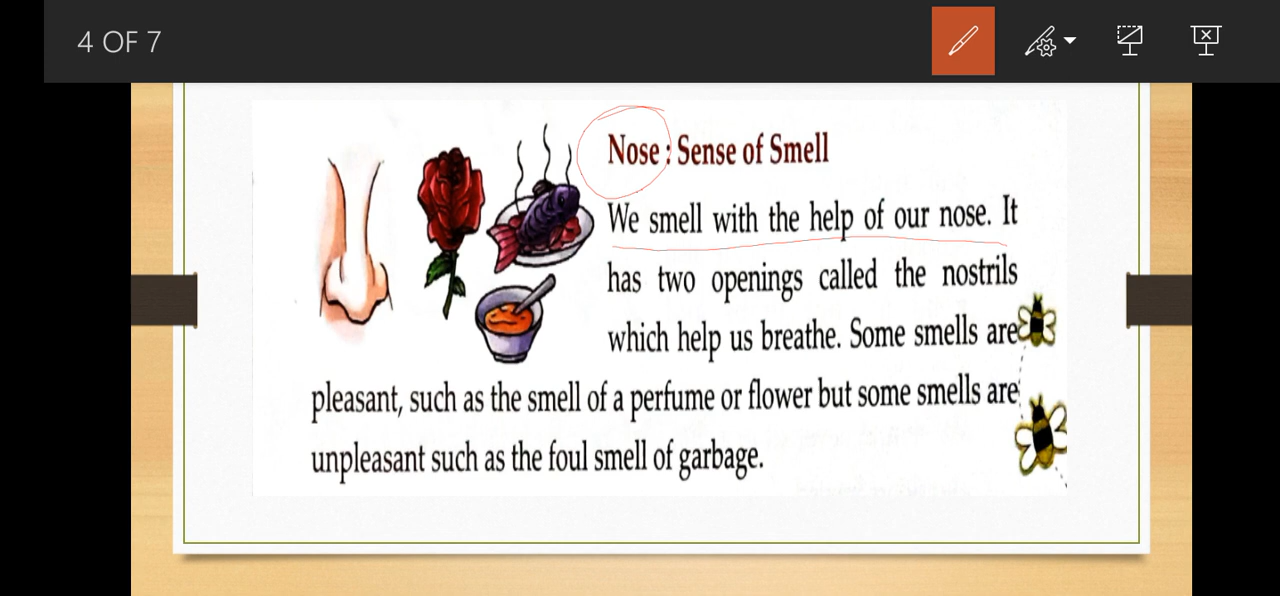 4 OF 7
Nose : Sense of Smell
We smell with the help of our nose. It
has two openings called the nostrils
which help us breathe. Some smells are
pleasant, such as the smell of a perfume or flower but some smells are
unpleasant such as the foul smell of garbage.